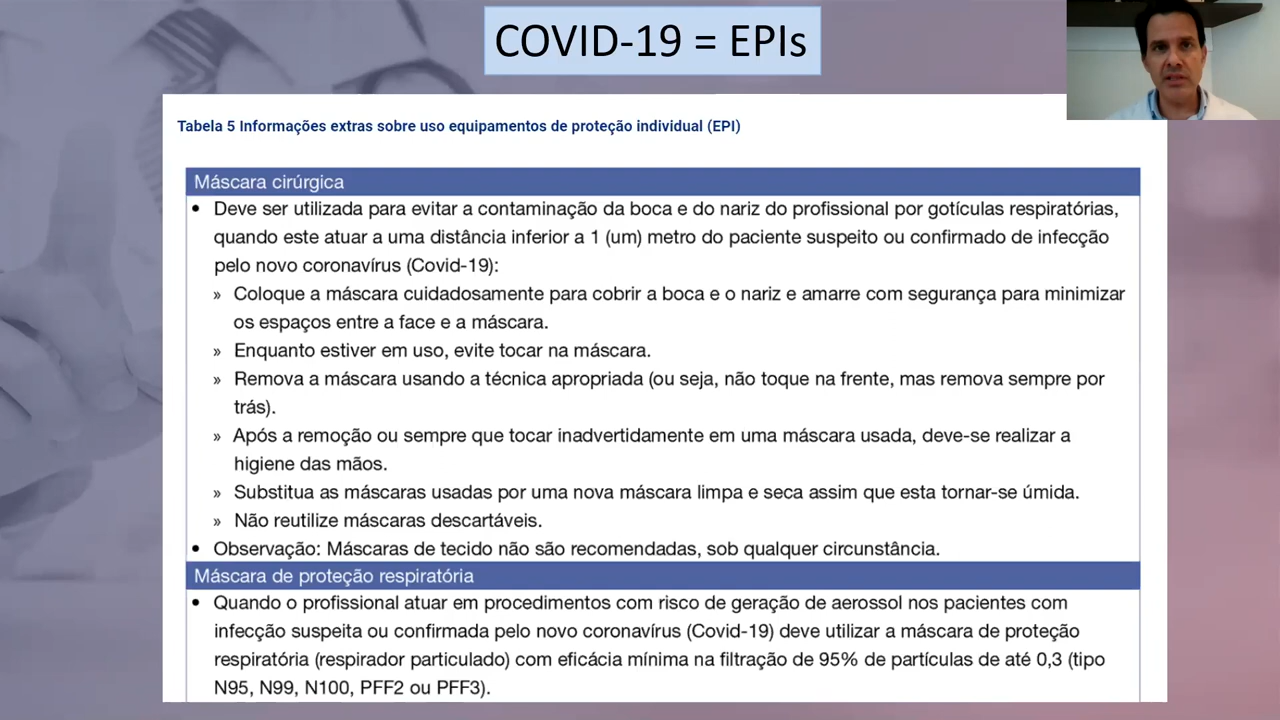 COVID-19 = EPIs
Tabela 5 Informações extras sobre uso equipamentos de proteção individual (EPI)
Máscara cirúrgica
• Deve ser utilizada para evitar a contaminação da boca e do nariz do profissional por gotículas respiratórias,
quando este atuar a uma distância inferior a 1 (um) metro do paciente suspeito ou confirmado de infecção
pelo novo coronavírus (Covid-19):
» Coloque a máscara cuidadosamente para cobrir a boca e o nariz e amarre com segurança para minimizar
os espaços entre a face e a máscara.
» Enquanto estiver em uso, evite tocar na máscara.
» Remova a máscara usando a técnica apropriada (ou seja, não toque na frente, mas remova sempre por
trás).
» Após a remoção ou sempre que tocar inadvertidamente em uma máscara usada, deve-se realizar a
higiene das mãos.
» Substitua as máscaras usadas por uma nova máscara limpa e seca assim que esta tornar-se úmida.
» Não reutilize máscaras descartáveis.
• Observação: Máscaras de tecido não são recomendadas, sob qualquer circunstância.
Máscara de proteção respiratória
• Quando o profissional atuar em procedimentos com risco de geração de aerossol nos pacientes com
infecção suspeita ou confirmada pelo novo coronavírus (Covid-19) deve utilizar a máscara de proteção
respiratória (respirador particulado) com eficácia mínima na filtração de 95% de partículas de até 0,3 (tipo
N95, N99, N100, PFF2 ou PFF3).